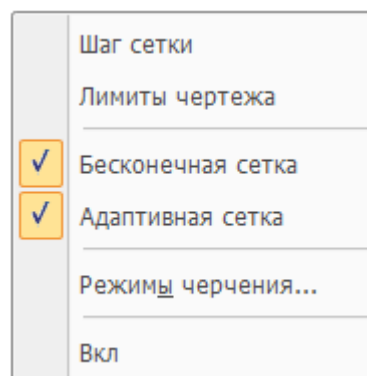 Шаг сетки
Лимиты чертежа
Бесконечная сетка
Адаптивная сетка
Режимы черчения...
Вкл